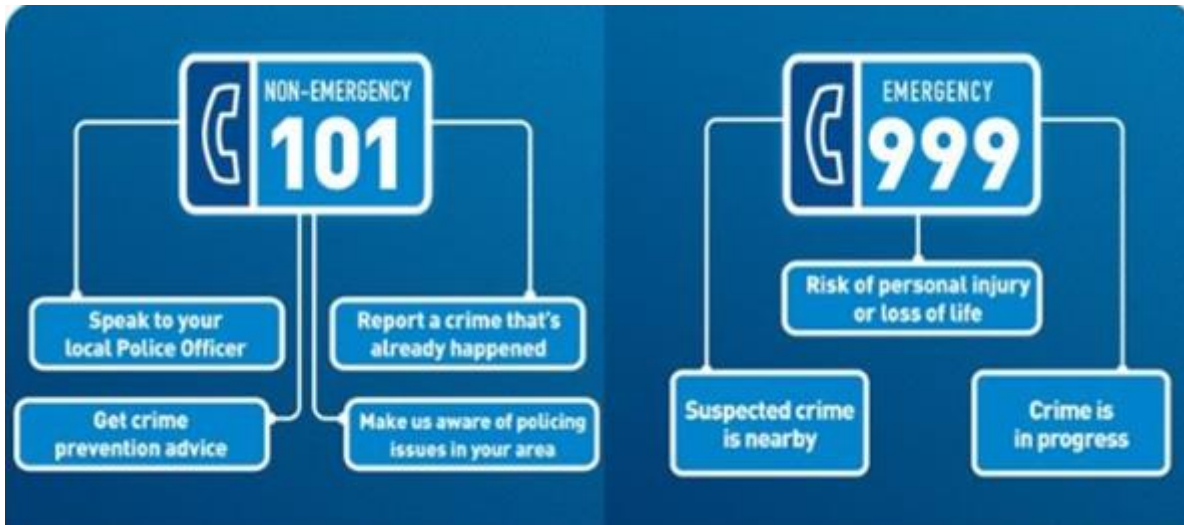 NON-EMERGENCY
101
Speak to your
local Police Officer
Report a crime that's
already happened
Get crime
prevention advice
Make us aware of policing
issues in your area
EMERGENCY
999
Risk of personal injury
or loss of life
Suspected crime
is nearby
Crime is
in progress